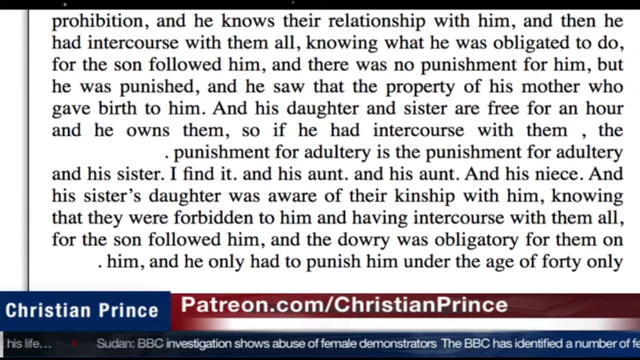 prohibition, and he knows their relationship with him, and then he
had intercourse with them all, knowing what he was obligated to do,
for the son followed him, and there was no punishment for him, but
he was punished, and he saw that the property of his mother who
gave birth to him. And his daughter and sister are free for an hour
and he owns them, so if he had intercourse with them , the
. punishment for adultery is the punishment for adultery
and his sister. I find it. and his aunt. and his aunt. And his niece. And
his sister's daughter was aware of their kinship with him, knowing
that they were forbidden to him and having intercourse with them all,
for the son followed him, and the dowry was obligatory for them on
. him, and he only had to punish him under the age of forty only
Christian Prince
Patreon.com/ChristianPrince
his life... Sudan: BBC investigation shows abuse of female demonstrators The BBC has identified a number of fe